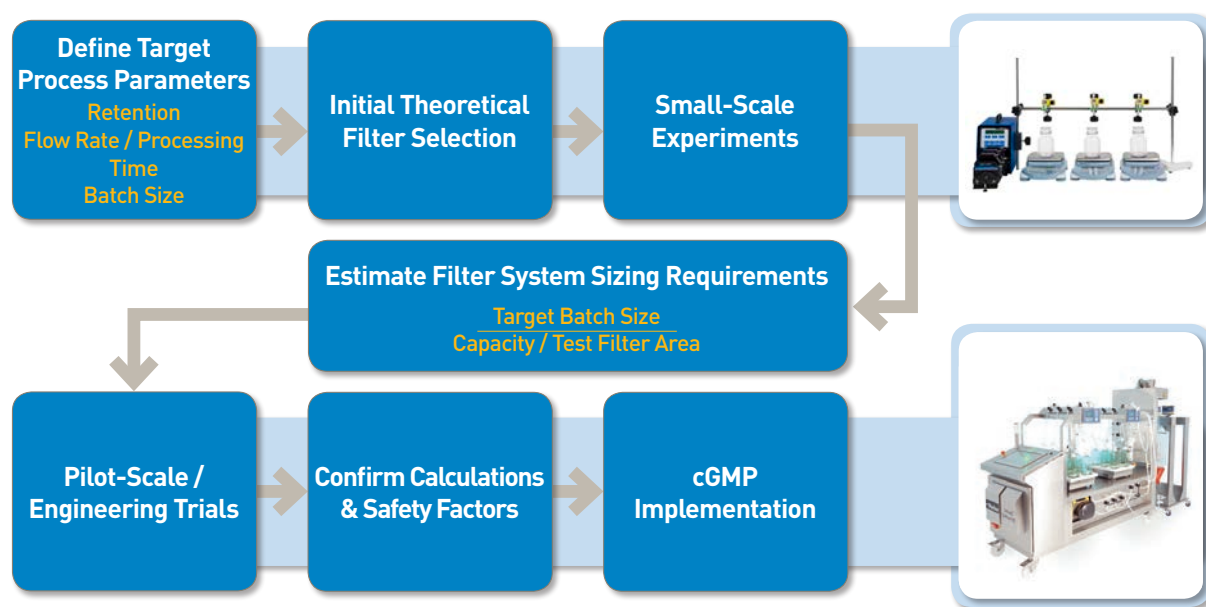 Define Target
Process Parameters
Retention
Flow Rate / Processing
Time
Batch Size
Initial Theoretical
Filter Selection
Small-Scale
Experiments
Estimate Filter System Sizing Requirements
Target Batch Size
Capacity / Test Filter Area
Pilot-Scale /
Engineering Trials
Confirm Calculations
& Safety Factors
cGMP
Implementation